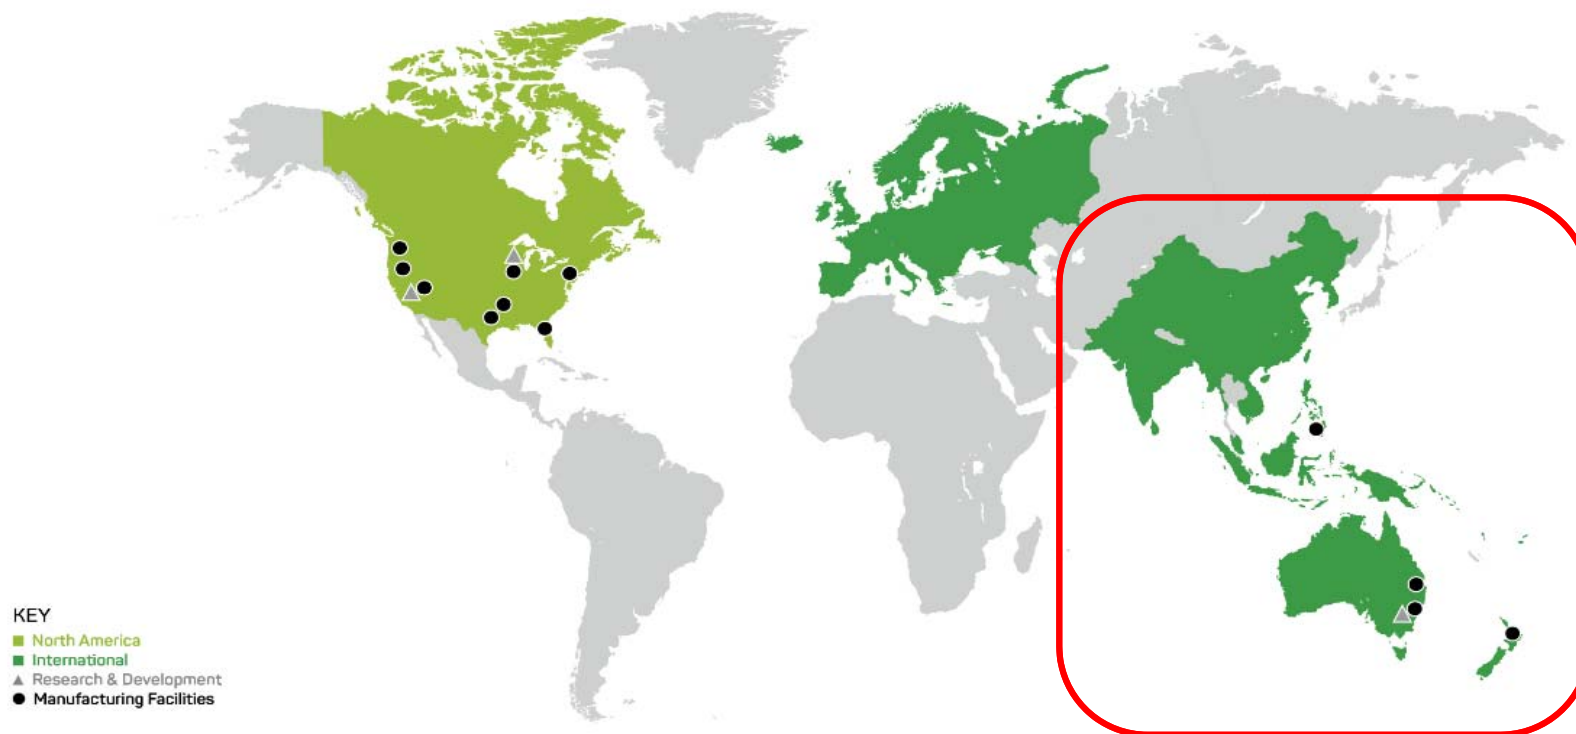 KEY
North America
International
Research & Development
Manufacturing Facilities